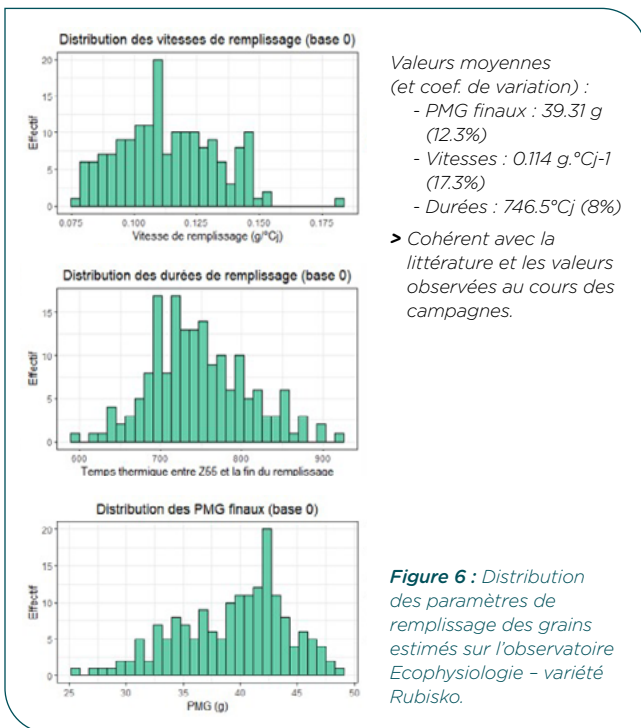 Distribution des vitesses de remplissage (base 0)
20
15
10
5
0
Effectif
0.075 0.100 0.125 0.150 0.175
Vitesse de remplissage (g/°Cj)
Valeurs moyennes
(et coef. de variation) :
- PMG finaux : 39.31 g
(12.3%)
- Vitesses : 0.114 g.°Cj-1
(17.3%)
- Durées : 746.5°Cj (8%)
> Cohérent avec la
littérature et les valeurs
observées au cours des
campagnes.
Distribution des durées de remplissage (base 0)
15
10
5
0
Effectif
600 700 800 900
Temps thermique entre Z55 et la fin du remplissage
Distribution des PMG finaux (base 0)
20
15
10
5
0
Effectif
25 30 35 40 45 50
PMG (g)
Figure 6 : Distribution
des paramètres de
remplissage des grains
estimés sur l'observatoire
Ecophysiologie – variété
Rubisko.